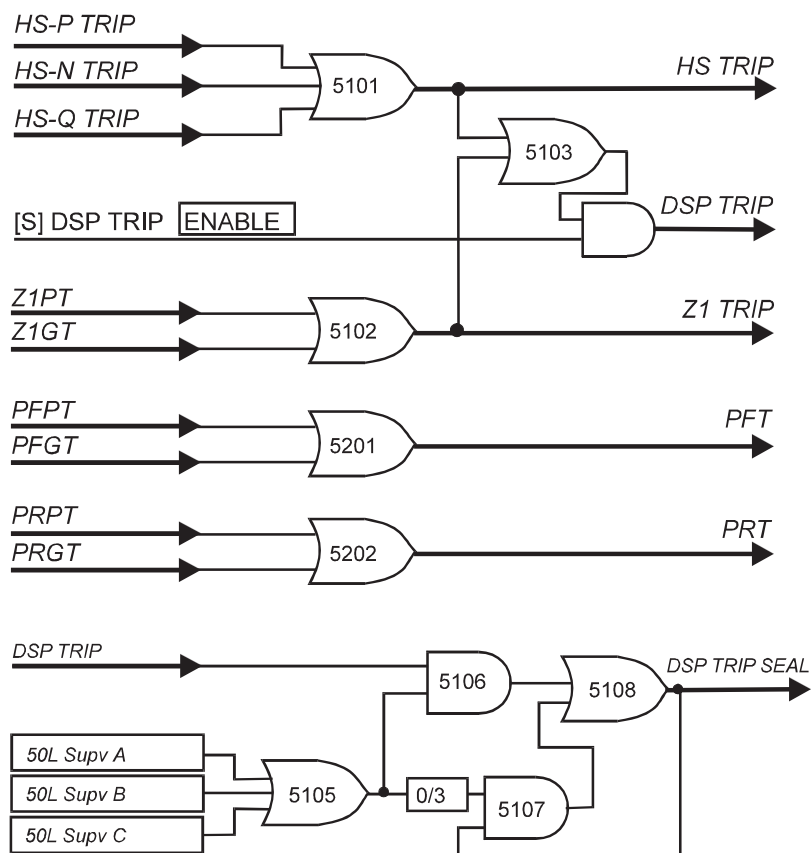 HS-P TRIP
HS-N TRIP
5101
HS TRIP
HS-Q TRIP
5103
[S] DSP TRIP ENABLE
DSP TRIP
Z1PT
Z1GT
5102
Z1 TRIP
PFPT
PFGT
5201
PFT
PRPT
PRGT
5202
PRT
DSP TRIP
5106
5108
DSP TRIP SEAL
50L Supv A
50L Supv B
5105
0/3
5107
50L Supv C